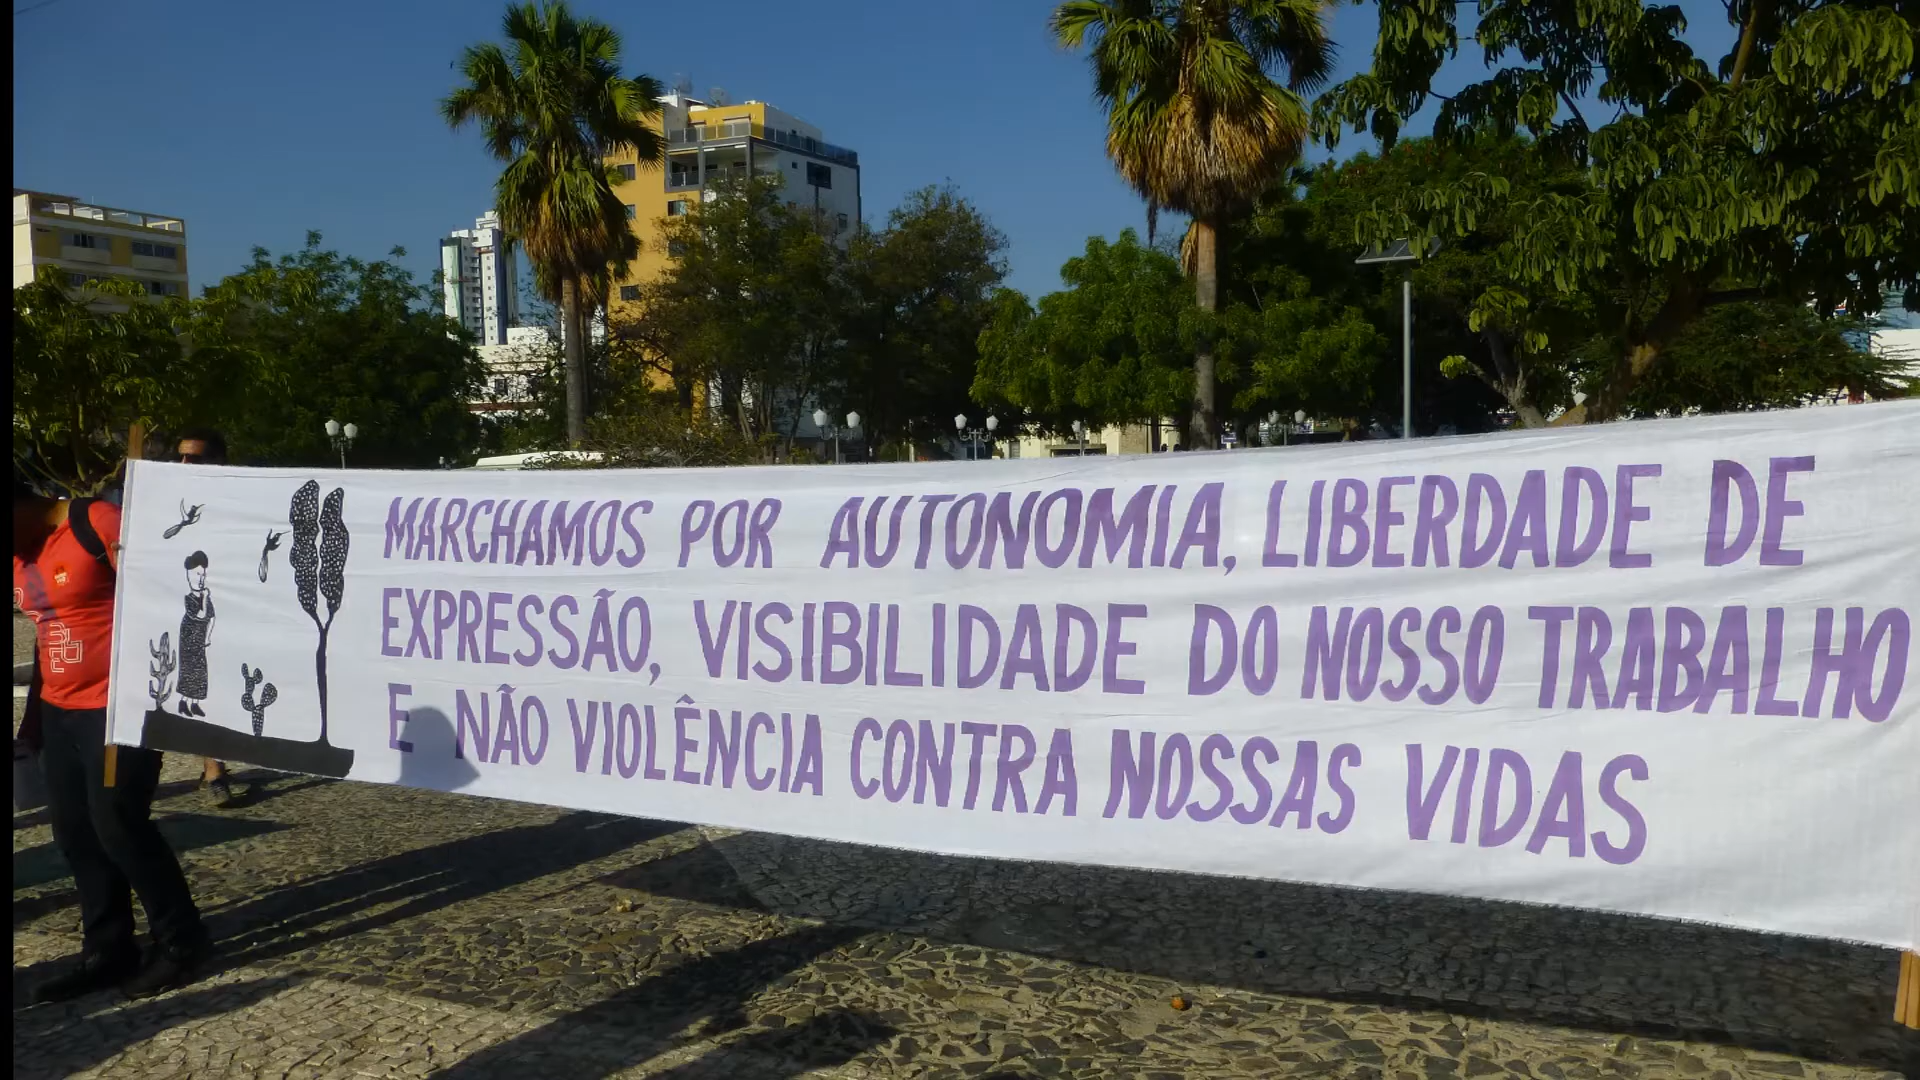 MARCHAMOS POR AUTONOMIA, LIBERDADE DE
EXPRESSÃO, VISIBILIDADE DO NOSSO TRABALHO
E NÃO VIOLÊNCIA CONTRA NOSSAS VIDAS